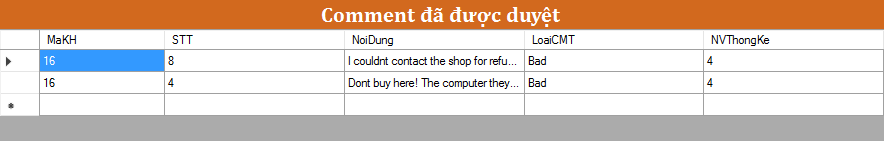 Comment đã được duyệt
MaKH STT NoiDung LoaiCMT NVThongKe
16 8 I couldnt contact the shop for refu... Bad 4
16 4 Dont buy here! The computer they... Bad 4